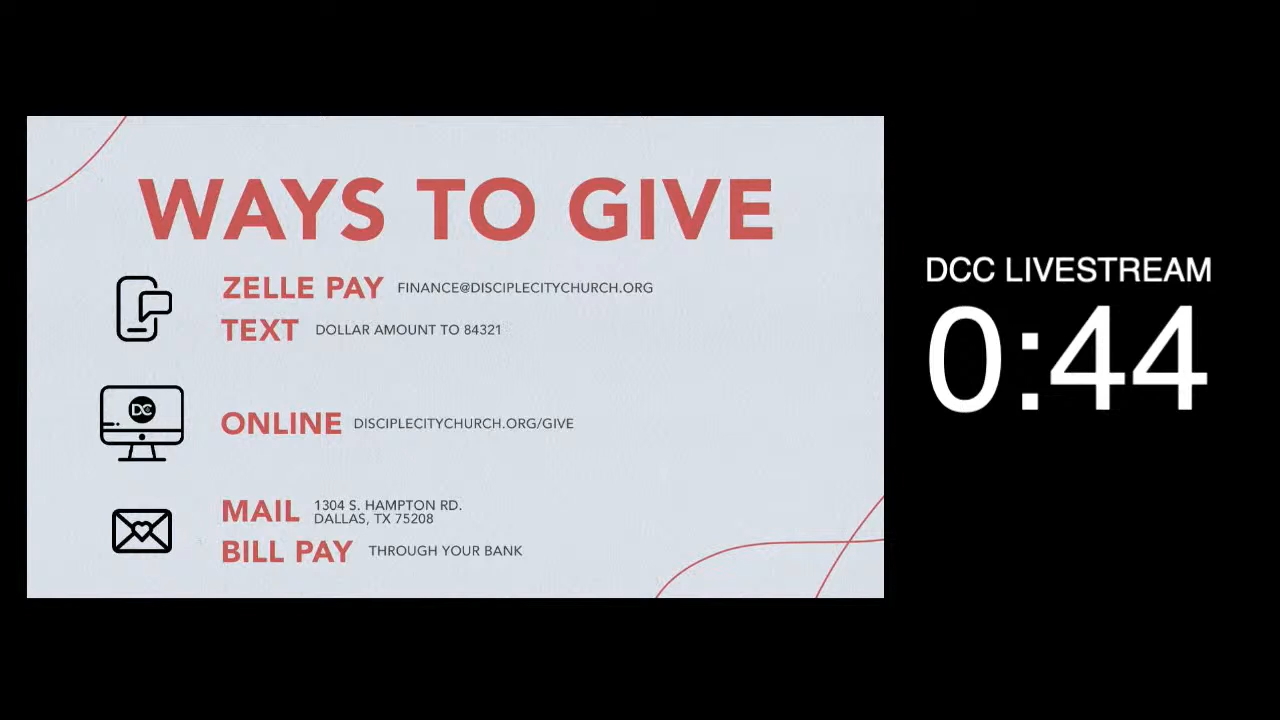 WAYS TO GIVE
ZELLE PAY FINANCE@DISCIPLECITYCHURCH.ORG
TEXT DOLLAR AMOUNT TO 84321
DC
ONLINE DISCIPLECITYCHURCH.ORG/GIVE
MAIL 1304 S. HAMPTON RD.
DALLAS, TX 75208
BILL PAY THROUGH YOUR BANK
DCC LIVESTREAM
0:44